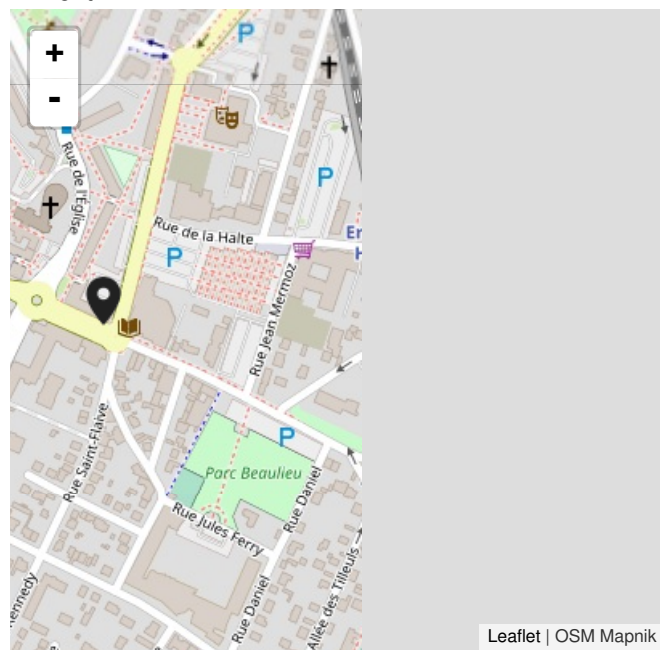 +
-
P
Rue de l'Église
P
Rue de la Halte
P
Rue Jean Mermoz
Rue Saint-Flaive
P
Parc Beaulieu
Rue Daniel
Rue Jules Ferry
Rue Daniel
Allée des Tilleuls
Leaflet | OSM Mapnik